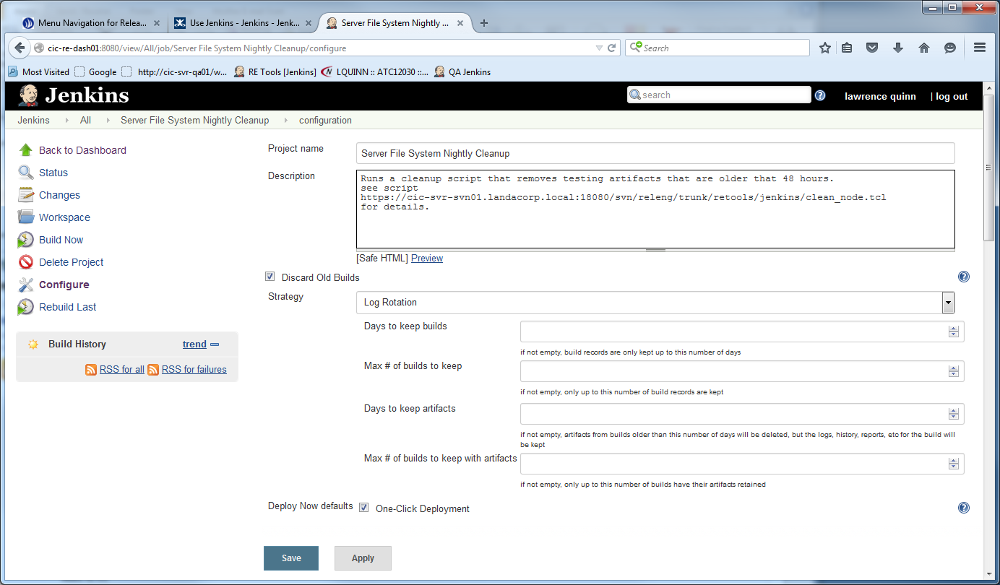 Menu Navigation for Relea...
Use Jenkins - Jenkins - Jenk...
Server File System Nightly ...
cic-re-dash01:8080/view/All/job/Server File System Nightly Cleanup/configure
Search
Most Visited
Google
http://cic-svr-qa01/w...
RE Tools [Jenkins]
LQUINN :: ATC12030 ::...
QA Jenkins
Jenkins
search
lawrence quinn
| log out
Jenkins
All
Server File System Nightly Cleanup
configuration
Back to Dashboard
Status
Changes
Workspace
Build Now
Delete Project
Configure
Rebuild Last
Build History
trend
RSS for all
RSS for failures
Project name
Server File System Nightly Cleanup
Description
Runs a cleanup script that removes testing artifacts that are older that 48 hours.
see script
https://cic-svr-svn01.landacorp.local:18080/svn/releng/trunk/retools/jenkins/clean_node.tcl
for details.
[Safe HTML] Preview
Discard Old Builds
Strategy
Log Rotation
Days to keep builds
if not empty, build records are only kept up to this number of days
Max # of builds to keep
if not empty, only up to this number of build records are kept
Days to keep artifacts
if not empty, artifacts from builds older than this number of days will be deleted, but the logs, history, reports, etc for the build will
be kept
Max # of builds to keep with artifacts
if not empty, only up to this number of builds have their artifacts retained
Deploy Now defaults
One-Click Deployment
Save
Apply